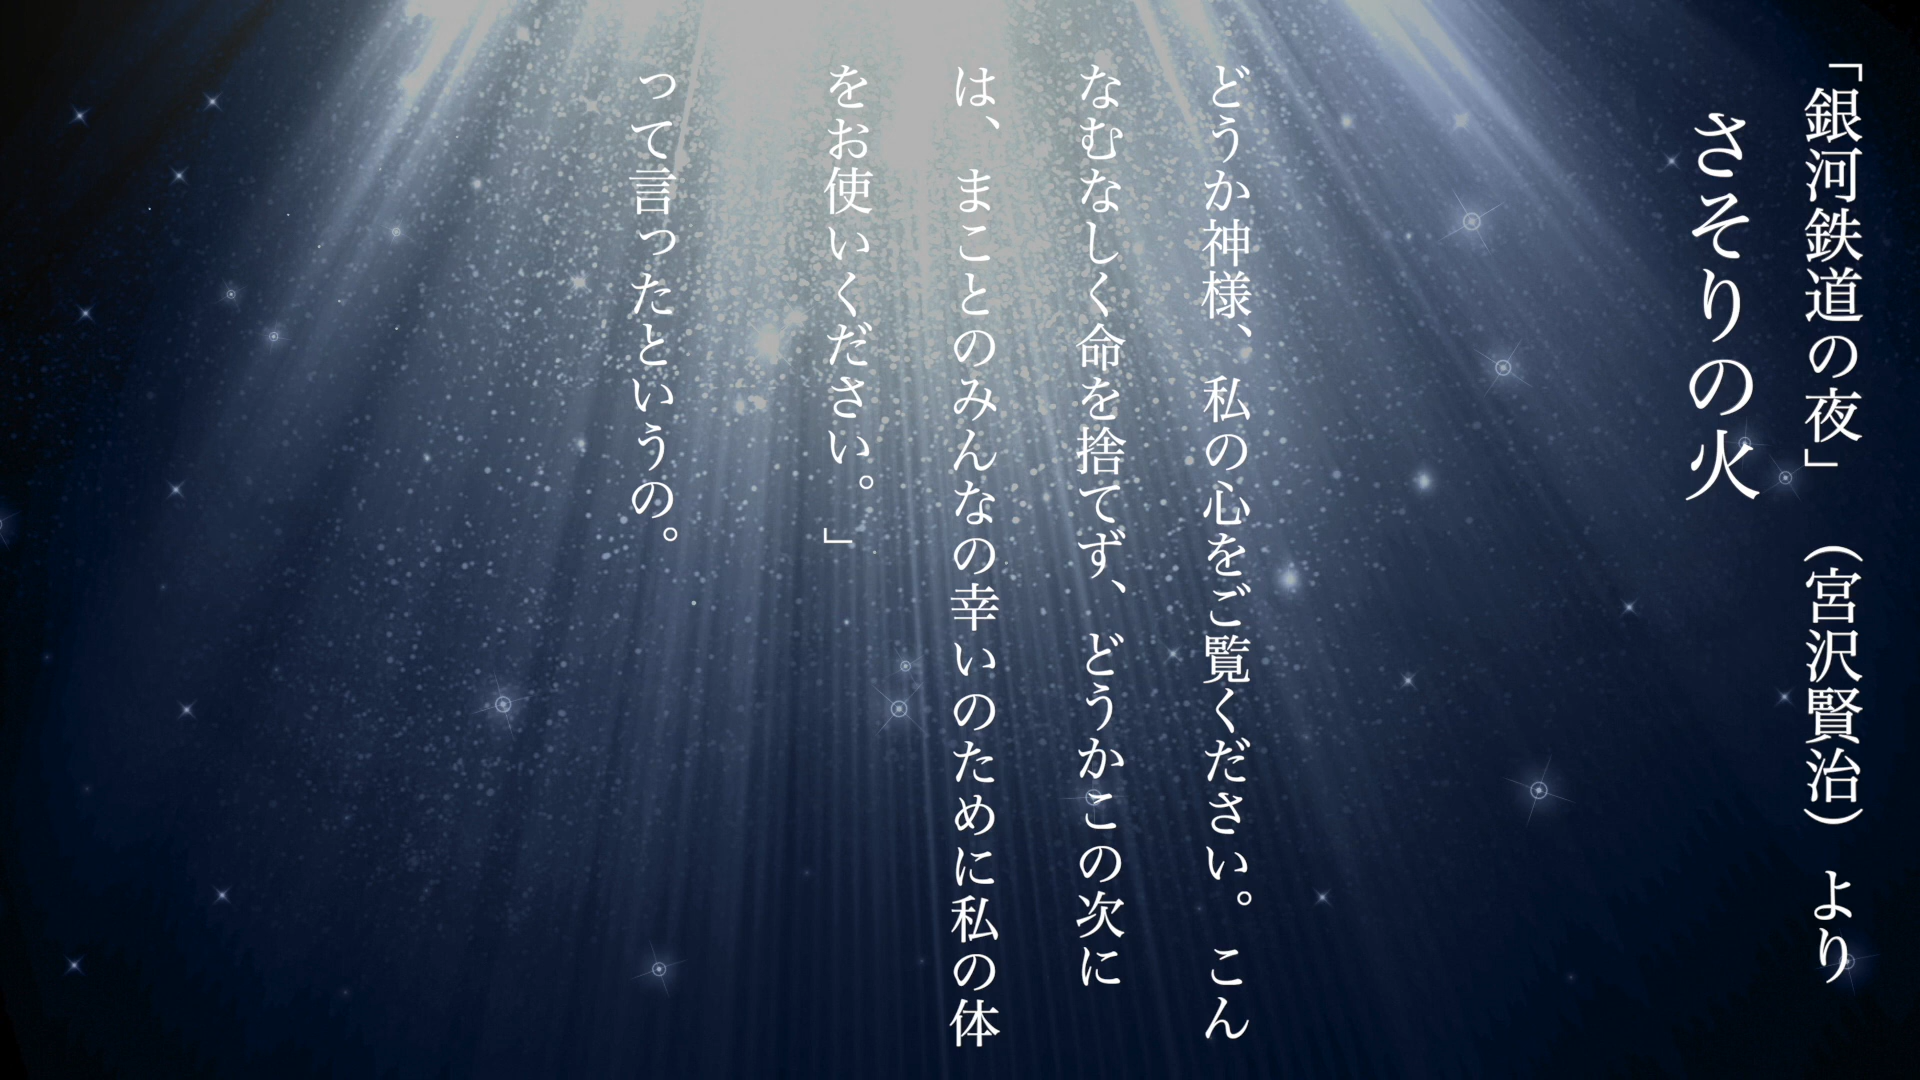 「銀河鉄道の夜」　（宮沢賢治）　より
さそりの火
どうか神様、私の心をご覧ください。こん
なむなしく命を捨てず、どうかこの次に
は、まことのみんなの幸いのために私の体
をお使いください。」
って言ったというの。